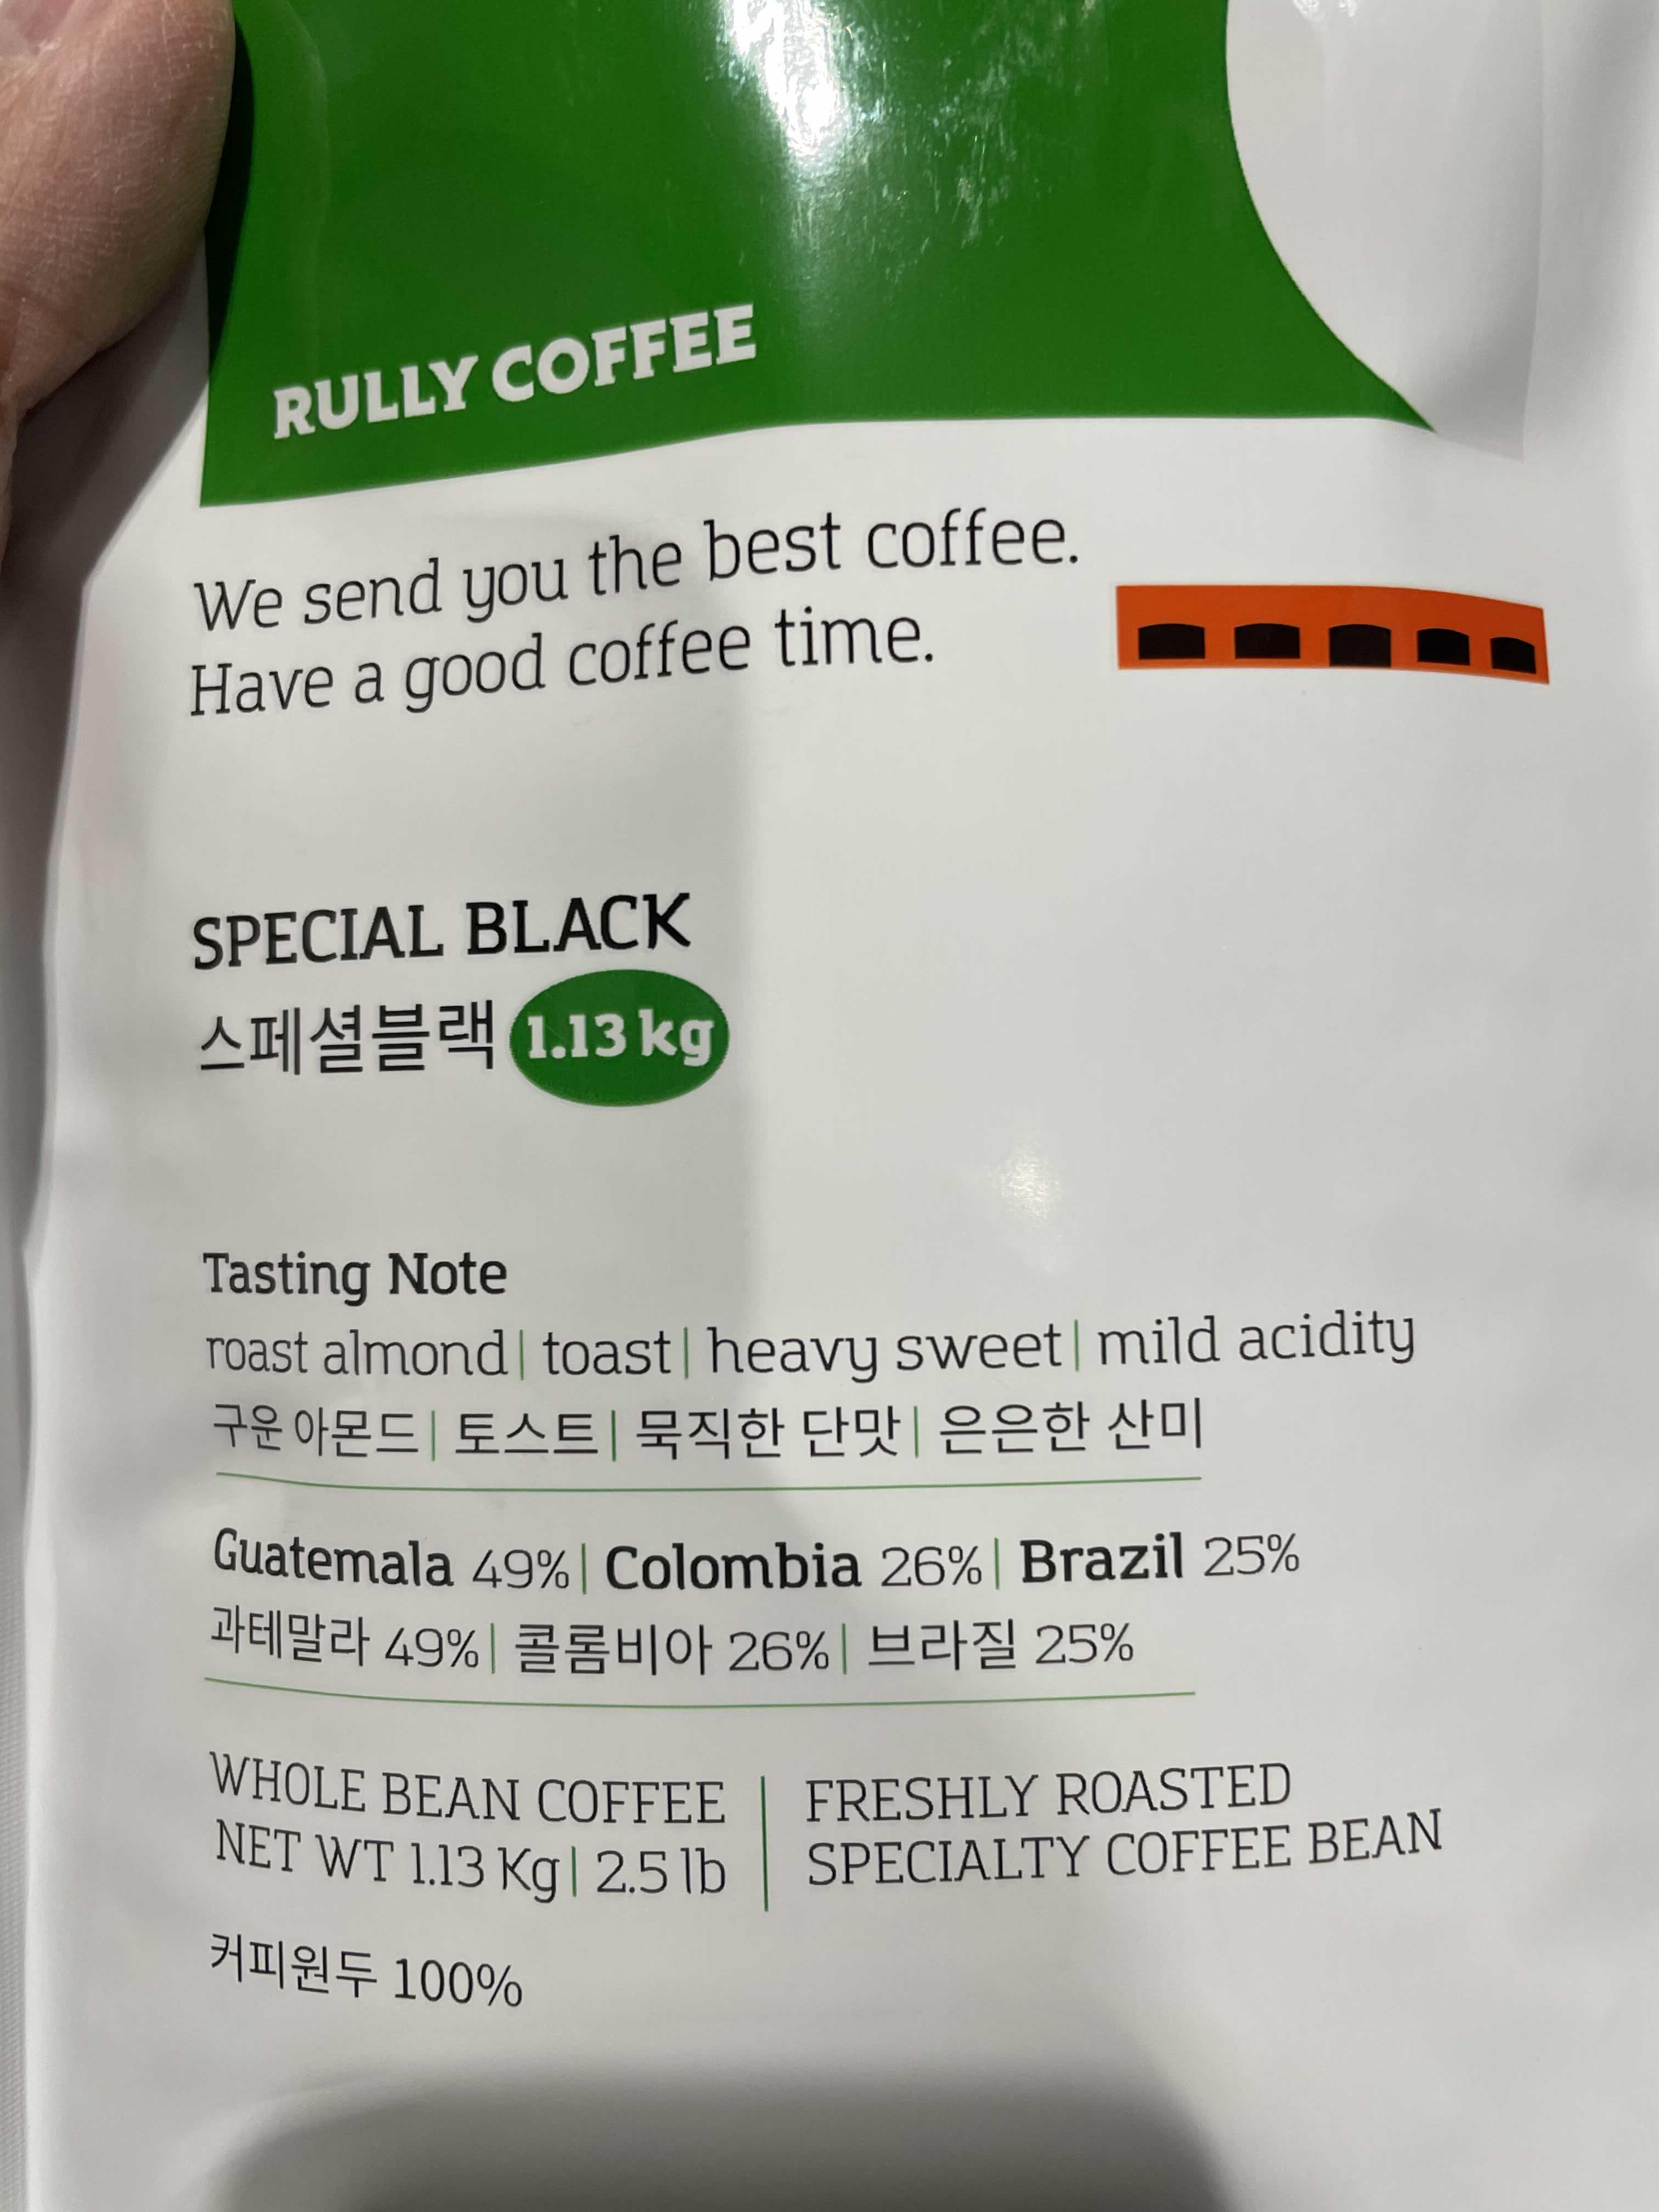 RULLY COFFEE
We send you the best coffee.
Have a good coffee time.
SPECIAL BLACK
스페셜블랙 1.13 kg
Tasting Note
roast almond| toast| heavy sweet| mild acidity
구운 아몬드| 토스트| 묵직한 단맛| 은은한 산미
Guatemala 49%| Colombia 26%| Brazil 25%
과테말라 49%| 콜롬비아 26%| 브라질 25%
WHOLE BEAN COFFEE
NET WT 1.13 Kg| 2.5 lb
FRESHLY ROASTED
SPECIALTY COFFEE BEAN
커피원두 100%